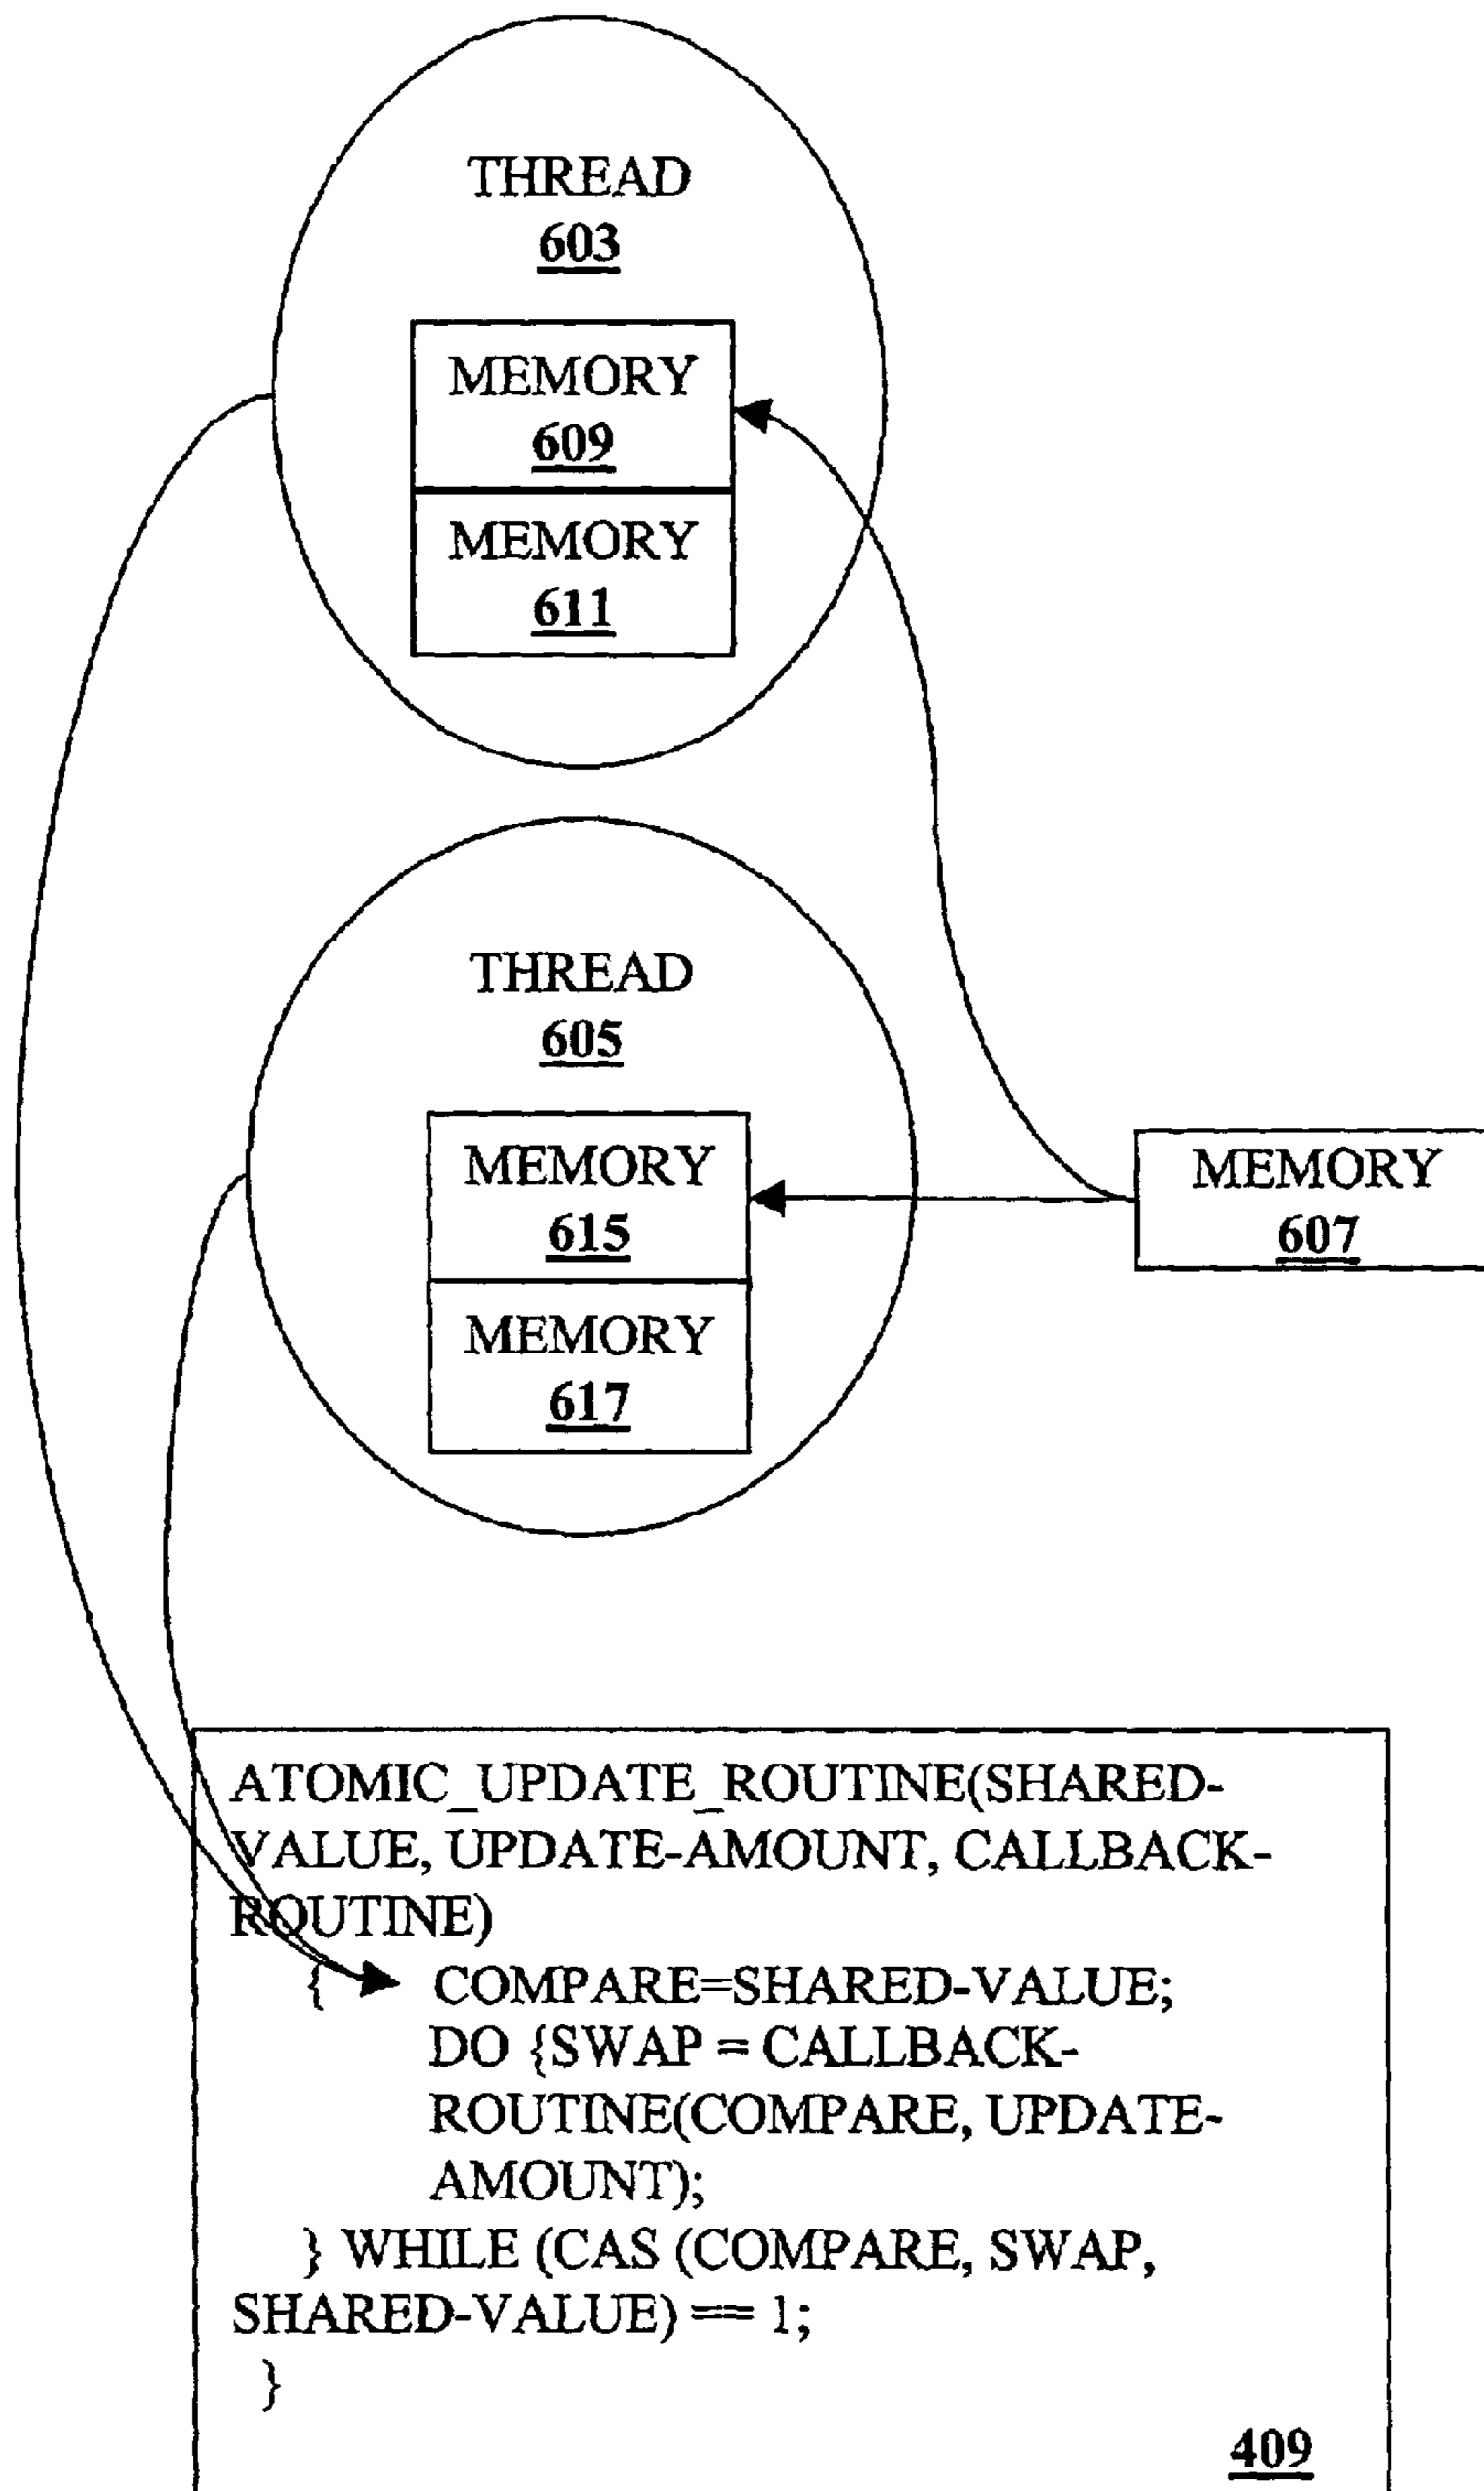 THREAD
603
MEMORY
609
MEMORY
611
THREAD
605
MEMORY
615
MEMORY
617
MEMORY
607
ATOMIC_UPDATE_ROUTINE(SHARED-
VALUE, UPDATE-AMOUNT, CALLBACK-
ROUTINE)
{ COMPARE=SHARED-VALUE;
DO {SWAP = CALLBACK-
ROUTINE(COMPARE, UPDATE-
AMOUNT);
} WHILE (CAS (COMPARE, SWAP,
SHARED-VALUE) == 1;
}
409